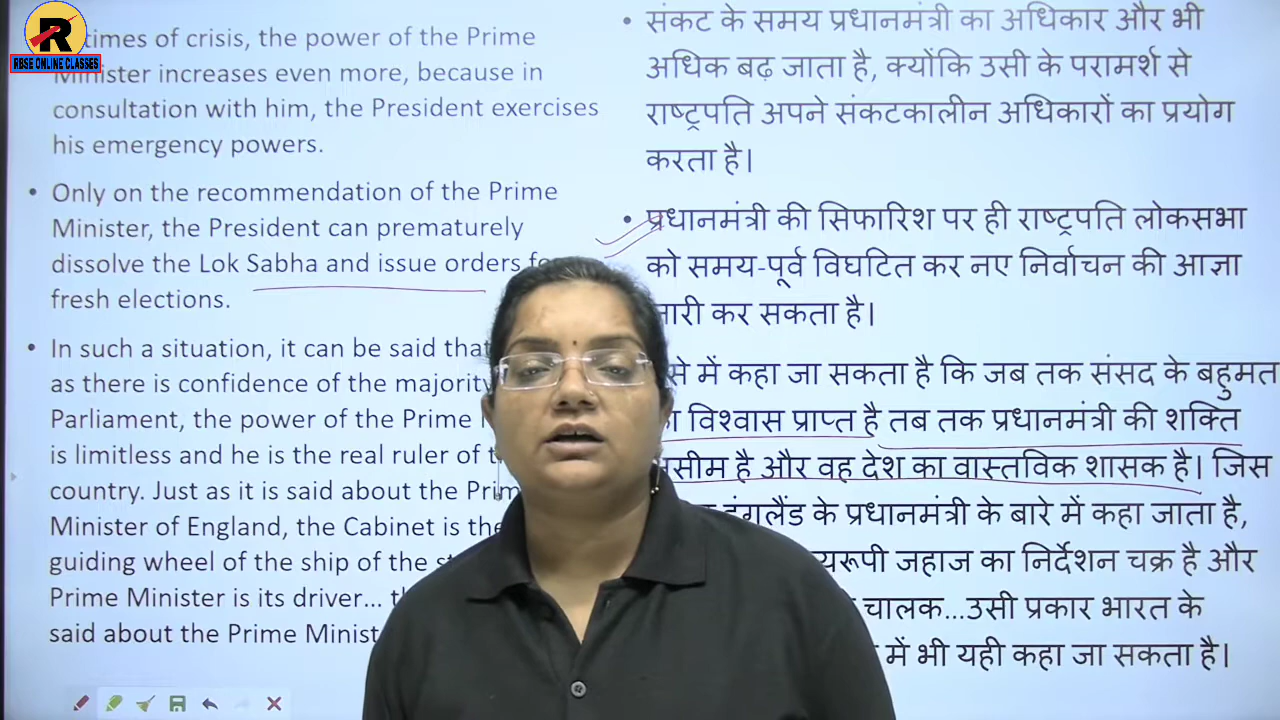 R
RBSE ONLINE CLASSES
times of crisis, the power of the Prime
Minister increases even more, because in
consultation with him, the President exercises
his emergency powers.
• Only on the recommendation of the Prime
Minister, the President can prematurely
dissolve the Lok Sabha and issue orders
fresh elections.
• In such a situation, it can be said that
as there is confidence of the majority
Parliament, the power of the Prime
is limitless and he is the real ruler of
country. Just as it is said about the
Minister of England, the Cabinet is the
guiding wheel of the ship of the
Prime Minister is its driver...
said about the Prime
• संकट के समय प्रधानमंत्री का अधिकार और भी
अधिक बढ़ जाता है, क्योंकि उसी के परामर्श से
राष्ट्रपति अपने संकटकालीन अधिकारों का प्रयोग
करता है।
• प्रधानमंत्री की सिफारिश पर ही राष्ट्रपति लोकसभा
को समय-पूर्व विघटित कर नए निर्वाचन की आज्ञा
कर सकता है।
में कहा जा सकता है कि जब तक संसद के बहुमत
विश्वास प्राप्त है तब तक प्रधानमंत्री की शक्ति
है और वह देश का वास्तविक शासक है। जिस
इंगलैंड के प्रधानमंत्री के बारे में कहा जाता है,
जहाज का निर्देशन चक्र है और
चालक...उसी प्रकार भारत के
में भी यही कहा जा सकता है।